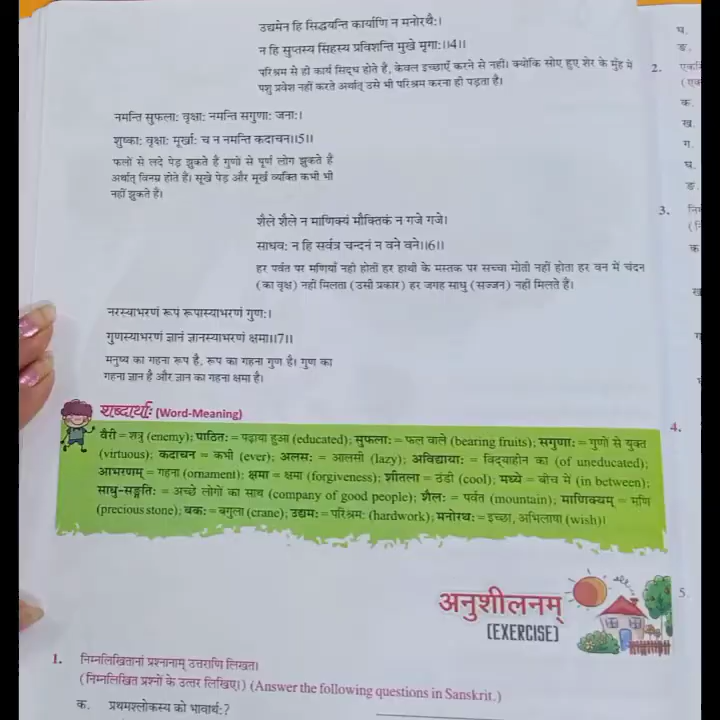 उद्यमेन हि सिद्धयन्ति कार्याणि न मनोरथै:।
न हि सुप्तस्य सिंहस्य प्रविशन्ति मुखे मृगा:।।4।।
परिश्रम से ही कार्य सिद्ध होते हैं, केवल इच्छाएँ करने से नहीं। क्योंकि सोए हुए शेर के मुँह में
पशु प्रवेश नहीं करते अर्थात् उसे भी परिश्रम करना ही पड़ता है।
नमन्ति सुफला: वृक्षा: नमन्ति सगुणा: जना:।
शुष्का: वृक्षा: मूर्खा: च न नमन्ति कदाचन।।5।।
फलों से लदे पेड़ झुकते हैं गुणों से पूर्ण लोग झुकते हैं
अर्थात् विनम्र होते हैं। सूखे पेड़ और मूर्ख व्यक्ति कभी भी
नहीं झुकते हैं।
शैले शैले न माणिक्यं मौक्तिकं न गजे गजे।
साधव: न हि सर्वत्र चन्दनं न वने वने।।6।।
हर पर्वत पर मणियाँ नहीं होतीं हर हाथी के मस्तक पर सच्चा मोती नहीं होता हर वन में चंदन
(का वृक्ष) नहीं मिलता (उसी प्रकार) हर जगह साधु (सज्जन) नहीं मिलते हैं।
नरस्याभरणं रूपं रूपास्याभरणं गुण:।
गुणस्याभरणं ज्ञानं ज्ञानस्याभरणं क्षमा।।7।।
मनुष्य का गहना रूप है, रूप का गहना गुण है। गुण का
गहना ज्ञान है और ज्ञान का गहना क्षमा है।
शब्दार्था: (Word-Meaning)
वैरी = शत्रु (enemy); पाठित: = पढ़ाया हुआ (educated); सुफला: = फल वाले (bearing fruits); सगुणा: = गुणों से युक्त
(virtuous); कदाचन = कभी (ever); अलस: = आलसी (lazy); अविद्याया: = विद्याहीन का (of uneducated);
आभरणम् = गहना (ornament); क्षमा = क्षमा (forgiveness); शीतला = ठंडी (cool); मध्ये = बीच में (in between);
साधु-सङ्गति: = अच्छे लोगों का साथ (company of good people); शैल: = पर्वत (mountain); माणिक्यम् = मणि
(precious stone); बक: = बगुला (crane); उद्यम: = परिश्रम: (hardwork); मनोरथ: = इच्छा, अभिलाषा (wish)।
अनुशीलनम्
(EXERCISE)
1. निम्नलिखितानां प्रश्नानाम् उत्तराणि लिखत।
(निम्नलिखित प्रश्नों के उत्तर लिखिए।) (Answer the following questions in Sanskrit.)
क. प्रथमश्लोकस्य को भावार्थ:?
घ.
ङ.
2.
क.
ख.
ग.
घ.
ङ.
3.
क
ख
4.
5.